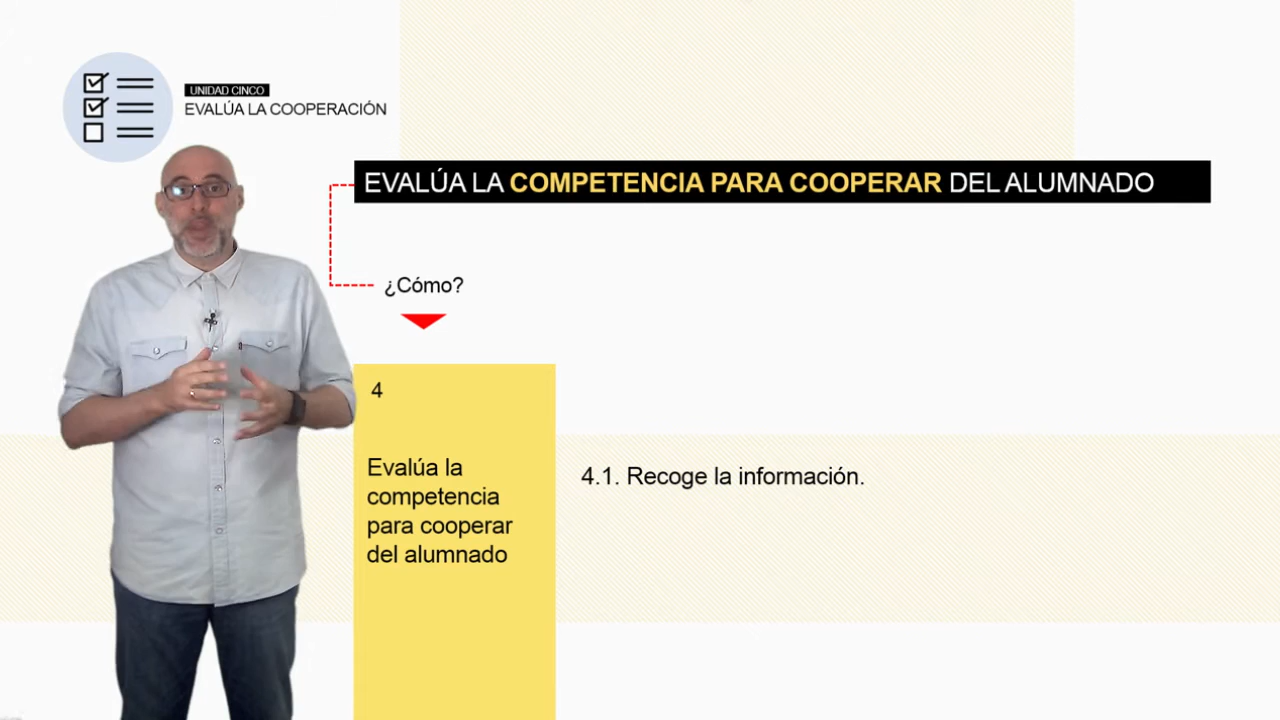 UNIDAD CINCO
EVALÚA LA COOPERACIÓN
EVALÚA LA COMPETENCIA PARA COOPERAR DEL ALUMNADO
¿Cómo?
4
Evalúa la
competencia
para cooperar
del alumnado
4.1. Recoge la información.